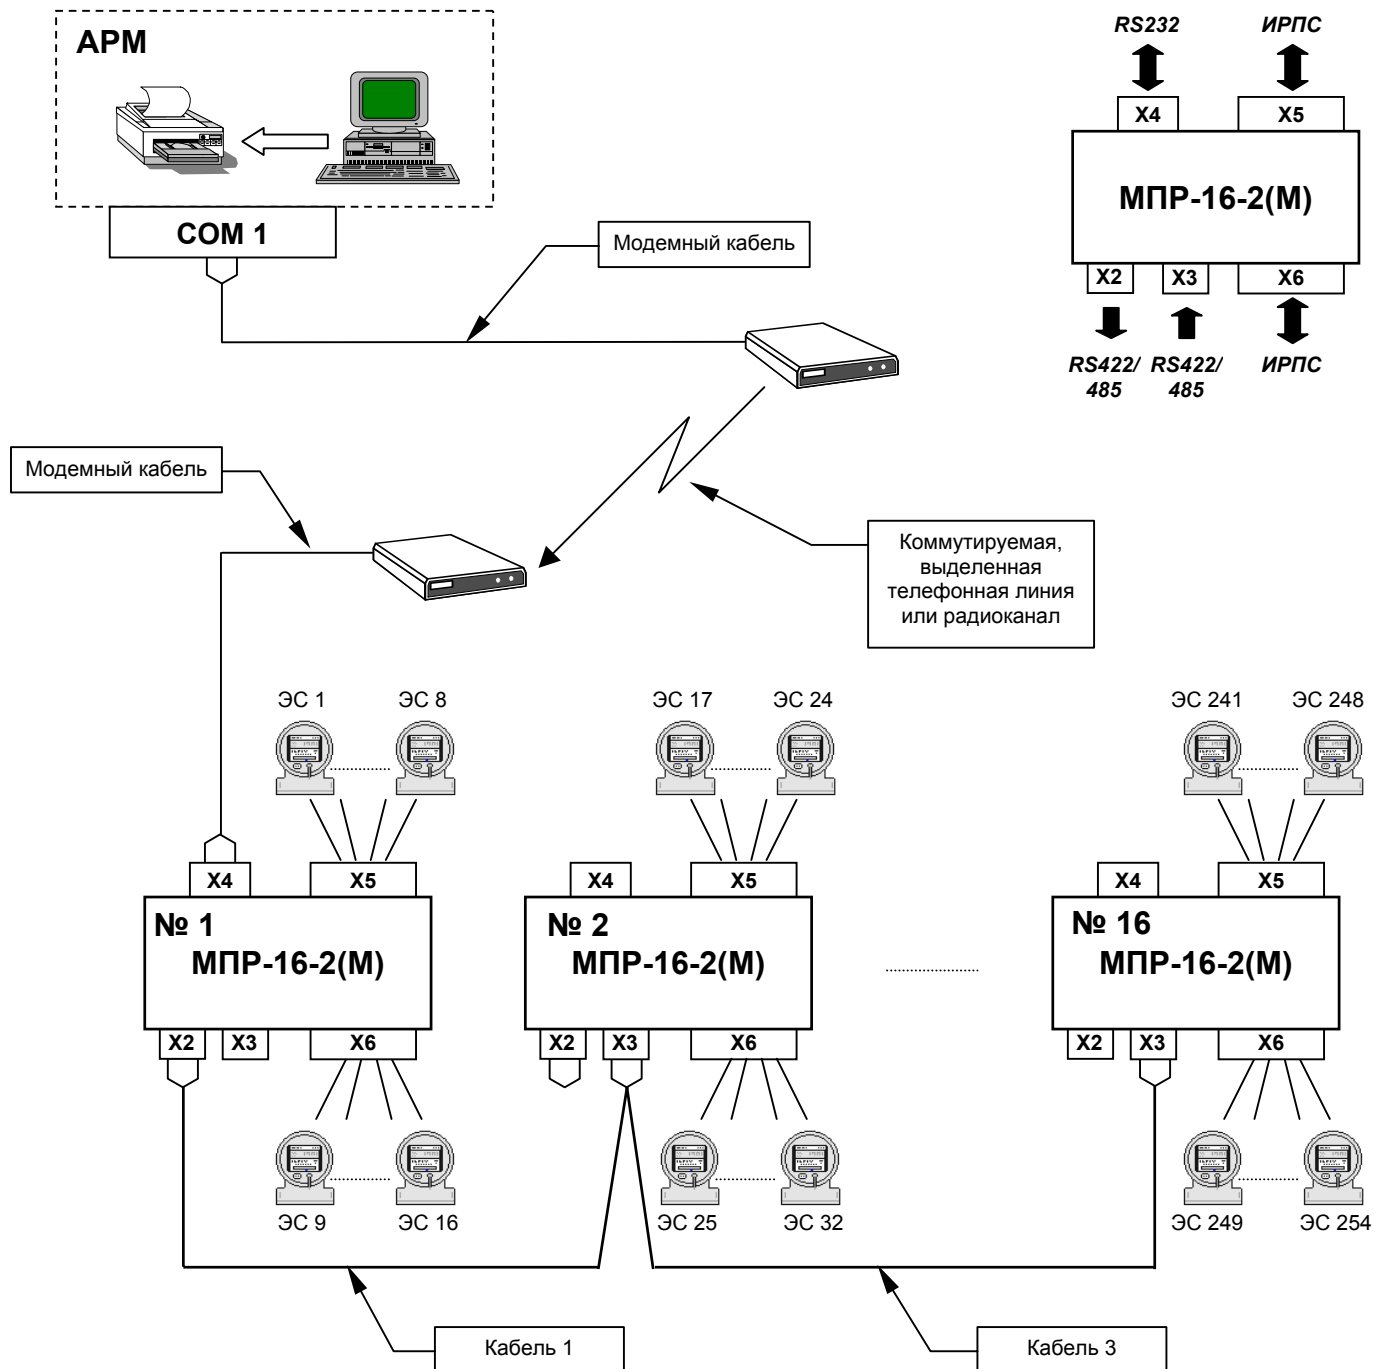 АРМ
COM 1
Модемный кабель
RS232
ИРПС
X4
X5
МПР-16-2(М)
X2
X3
X6
RS422/
485
RS422/
485
ИРПС
Модемный кабель
Коммутируемая,
выделенная
телефонная линия
или радиоканал
ЭС 1
ЭС 8
ЭС 17
ЭС 24
ЭС 241
ЭС 248
X4
X5
№ 1
МПР-16-2(М)
X2
X3
X6
X4
X5
№ 2
МПР-16-2(М)
X2
X3
X6
X4
X5
№ 16
МПР-16-2(М)
X2
X3
X6
ЭС 9
ЭС 16
ЭС 25
ЭС 32
ЭС 249
ЭС 254
Кабель 1
Кабель 3